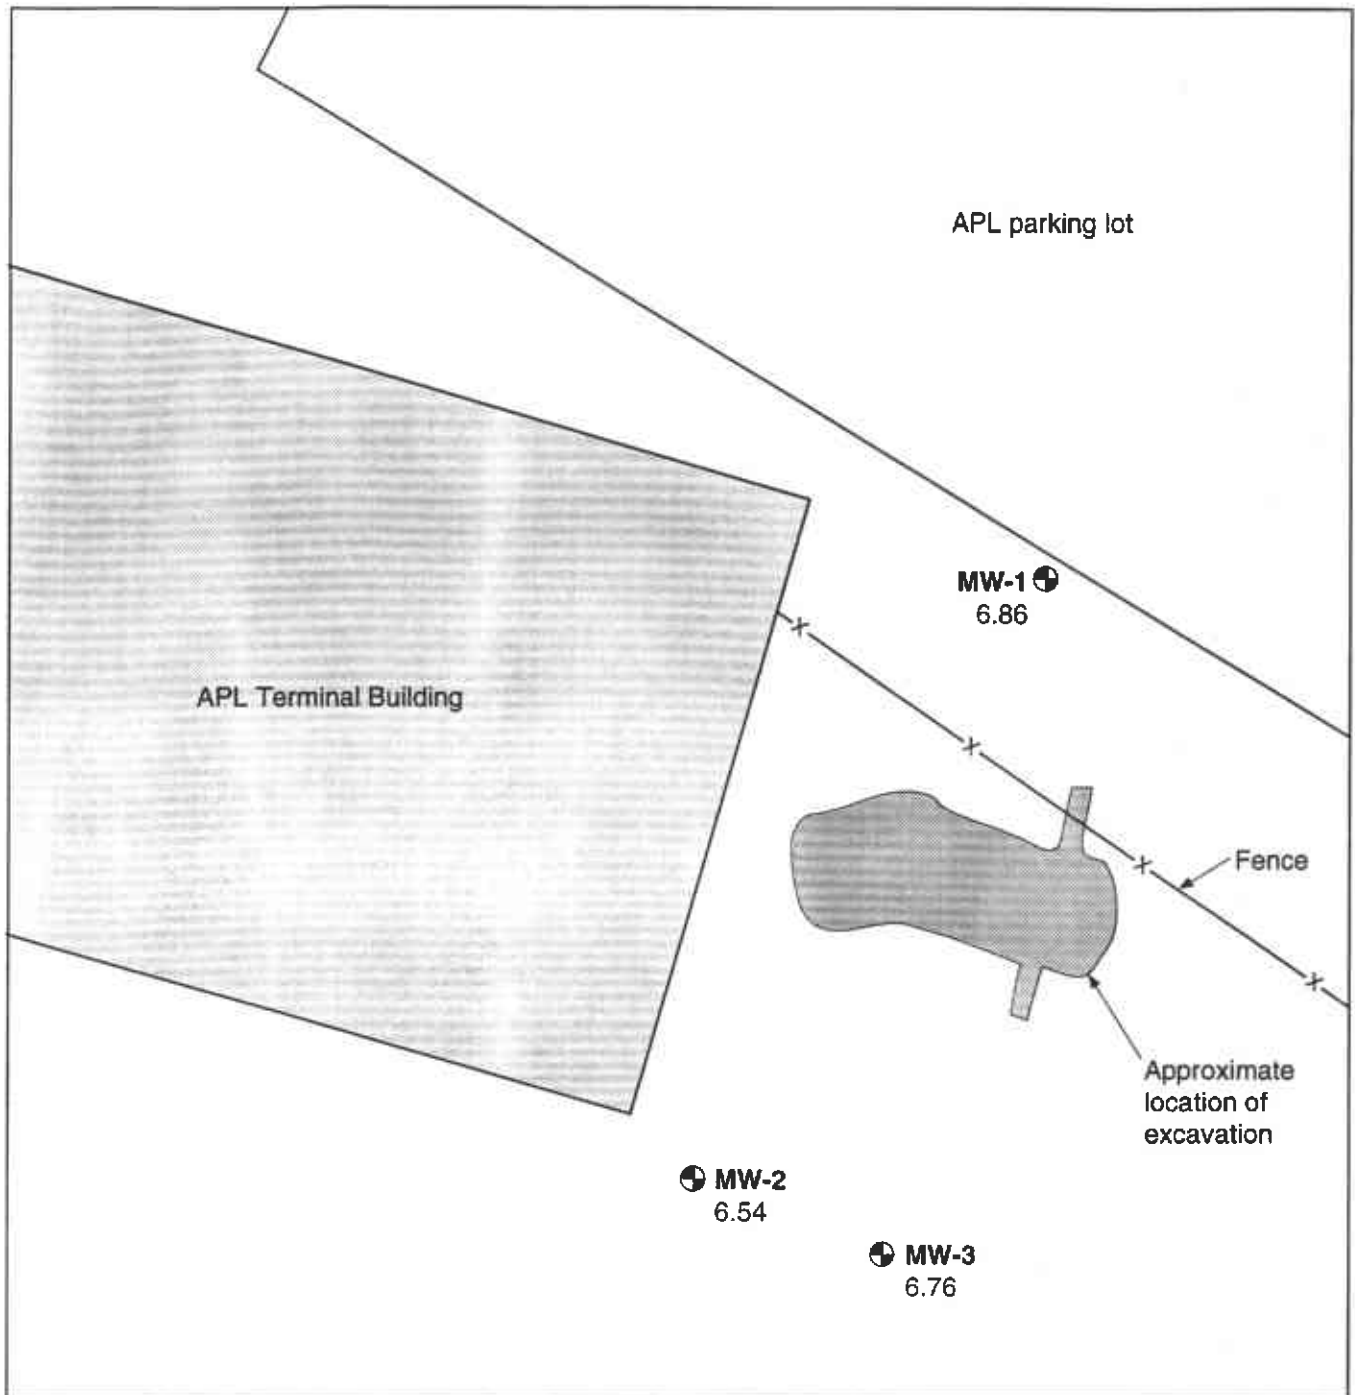 APL parking lot
MW-1
6.86
x
x
APL Terminal Building
x
Fence
x
Approximate
location of
excavation
MW-2
6.54
MW-3
6.76